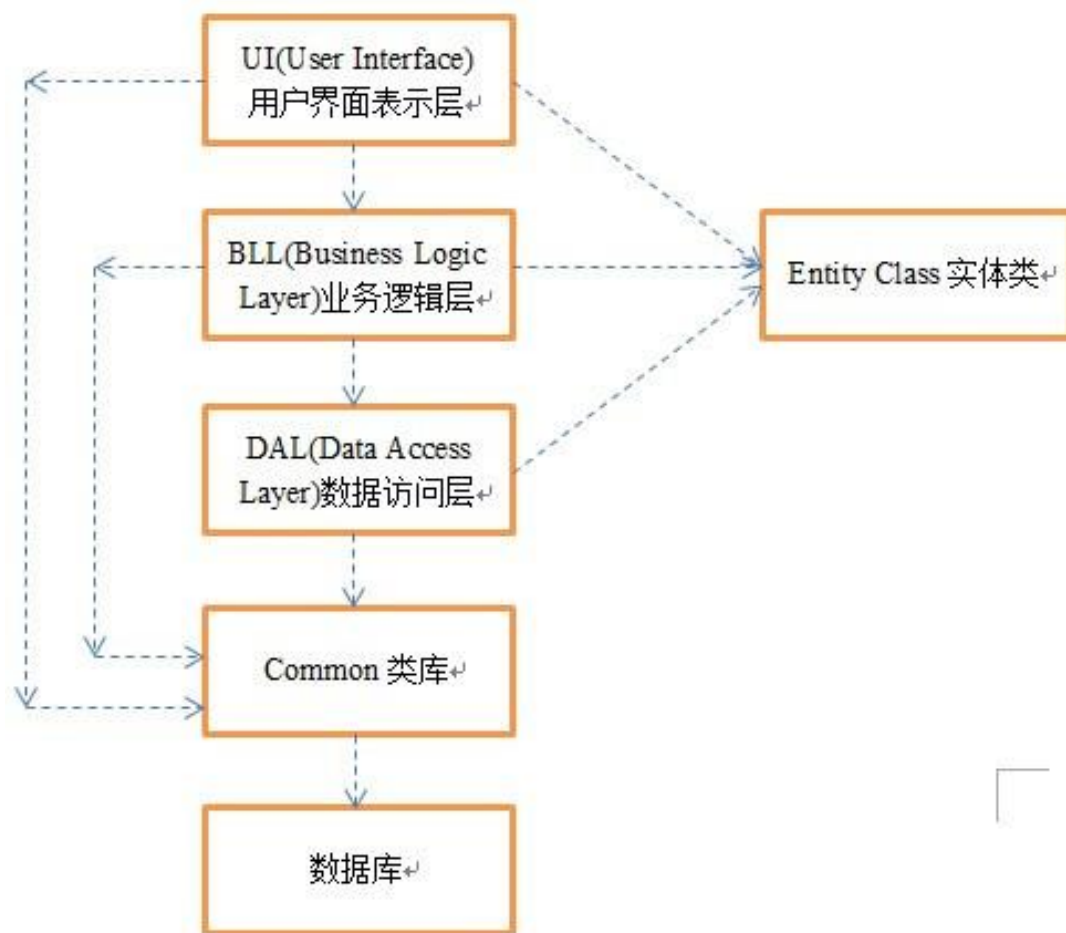 UI(User Interface)
用户界面表示层↵
BLL(Business Logic
Layer)业务逻辑层↵
Entity Class 实体类↵
DAL(Data Access
Layer)数据访问层↵
Common 类库↵
数据库↵